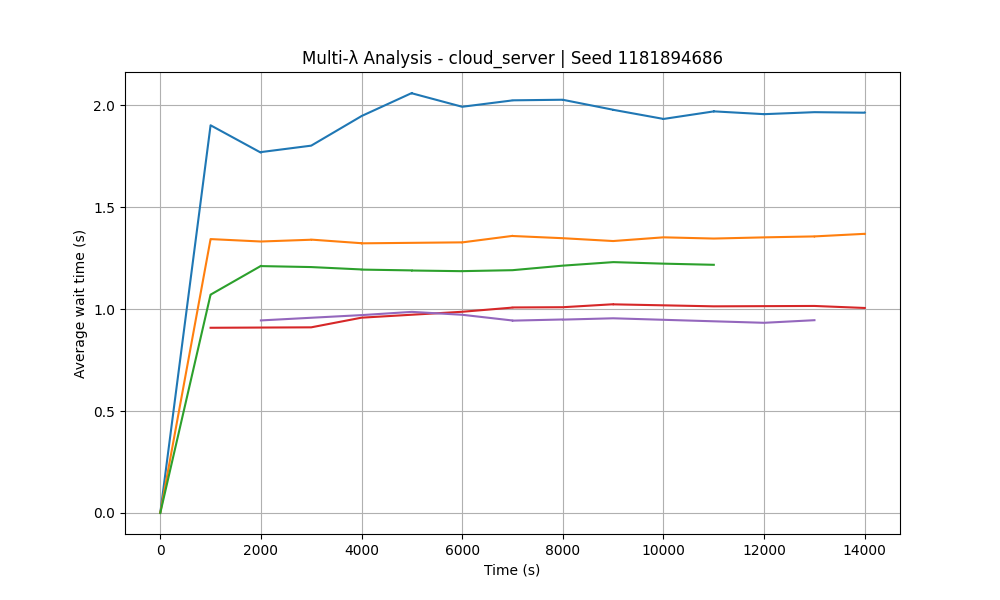 Multi-λ Analysis - cloud_server | Seed 1181894686
Average wait time (s)
2.0
1.5
1.0
0.5
0.0
0 2000 4000 6000 8000 10000 12000 14000
Time (s)